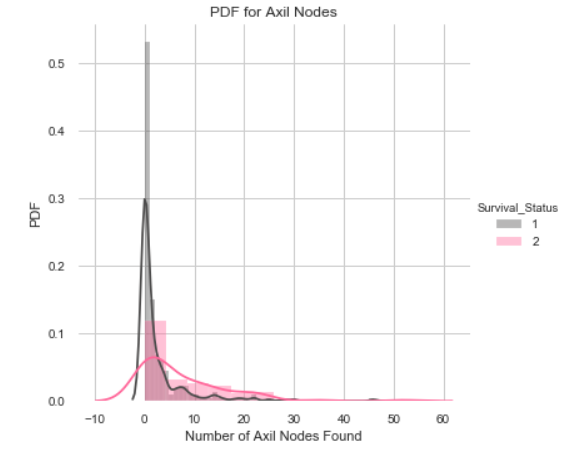 PDF for Axil Nodes
0.5
0.4
0.3
0.2
0.1
0.0
PDF
−10 0 10 20 30 40 50 60
Number of Axil Nodes Found
Survival_Status
1
2